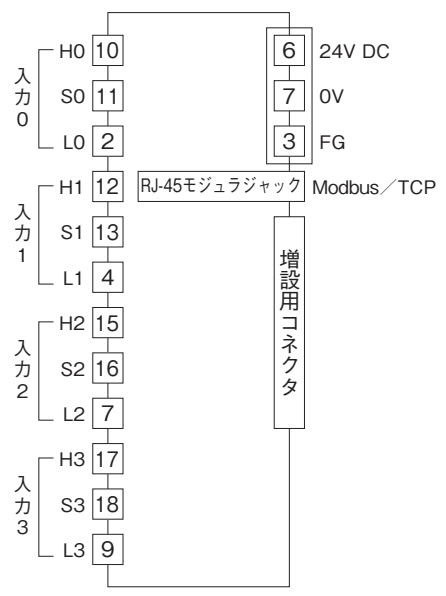 入力0
H0 10
S0 11
L0 2
入力1
H1 12
S1 13
L1 4
入力2
H2 15
S2 16
L2 7
入力3
H3 17
S3 18
L3 9
6 24V DC
7 0V
3 FG
RJ-45モジュラジャック Modbus／TCP
増設用コネクタ